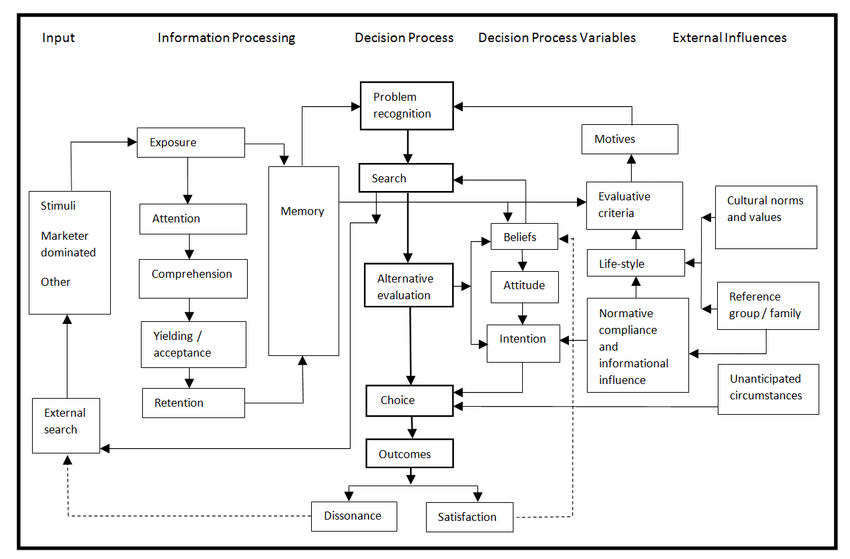 Input
Information Processing
Decision Process
Decision Process Variables
External Influences
Stimuli
Marketer
dominated
Other
External
search
Exposure
Attention
Comprehension
Yielding /
acceptance
Retention
Memory
Problem
recognition
Search
Alternative
evaluation
Choice
Outcomes
Dissonance
Satisfaction
Beliefs
Attitude
Intention
Motives
Evaluative
criteria
Life-style
Normative
compliance
and
informational
influence
Cultural norms
and values
Reference
group / family
Unanticipated
circumstances